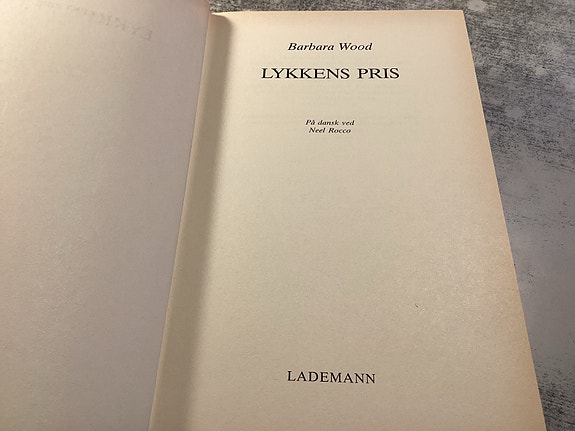 Barbara Wood
LYKKENS PRIS
På dansk ved
Neel Rocco
LADEMANN